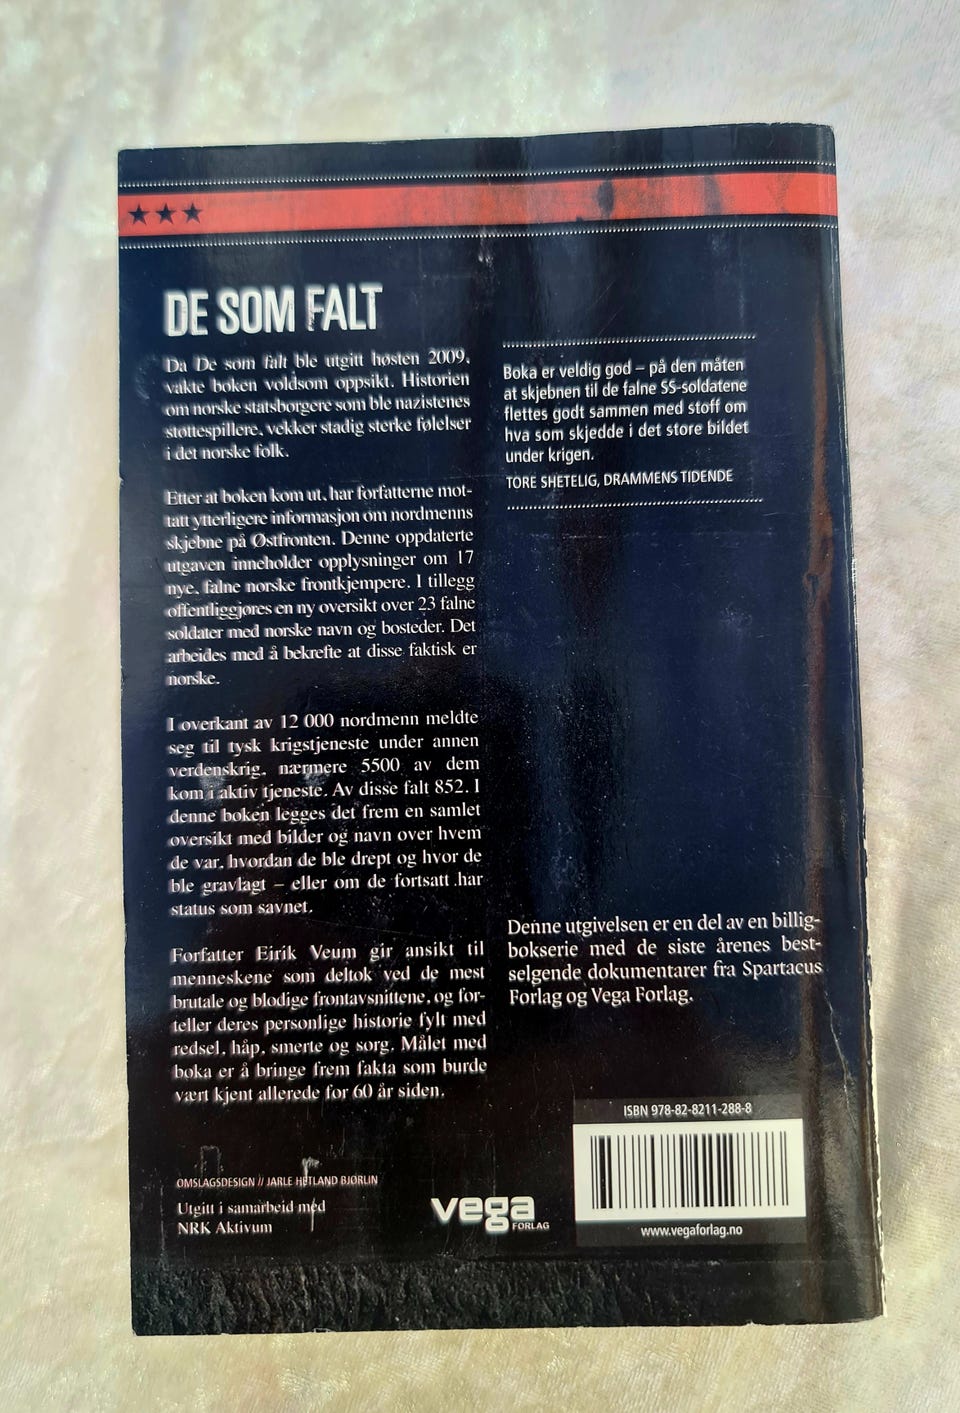 DE SOM FALT
Da De som falt ble utgitt høsten 2009,
vakte boken voldsom oppsikt. Historien
om norske statsborgere som ble nazistenes
støttespillere, vekker stadig sterke følelser
i det norske folk.
Etter at boken kom ut, har forfatterne mot-
tatt ytterligere informasjon om nordmenns
skjebne på Østfronten. Denne oppdaterte
utgaven inneholder opplysninger om 17
nye, falne norske frontkjempere. I tillegg
offentliggjøres en ny oversikt over 23 falne
soldater med norske navn og bosteder. Det
arbeides med å bekrefte at disse faktisk er
norske.
I overkant av 12 000 nordmenn meldte
seg til tysk krigstjeneste under annen
verdenskrig, nærmere 5500 av dem
kom i aktiv tjeneste. Av disse falt 852. I
denne boken legges det frem en samlet
oversikt med bilder og navn over hvem
de var, hvordan de ble drept og hvor de
ble gravlagt – eller om de fortsatt har
status som savnet.
Forfatter Eirik Veum gir ansikt til
menneskene som deltok ved de mest
brutale og blodige frontavsnittene, og for-
teller deres personlige historie fylt med
redsel, håp, smerte og sorg. Målet med
boka er å bringe frem fakta som burde
vært kjent allerede for 60 år siden.
OMSLAGSDESIGN // JARLE HETLAND BJØRLIN
Utgitt i samarbeid med
NRK Aktivum
Boka er veldig god – på den måten
at skjebnen til de falne SS-soldatene
flettes godt sammen med stoff om
hva som skjedde i det store bildet
under krigen.
TORE SHETELIG, DRAMMENS TIDENDE
Denne utgivelsen er en del av en billig-
bokserie med de siste årenes best-
selgende dokumentarer fra Spartacus
Forlag og Vega Forlag.
vega
FORLAG
ISBN 978-82-8211-288-8
www.vegaforlag.no